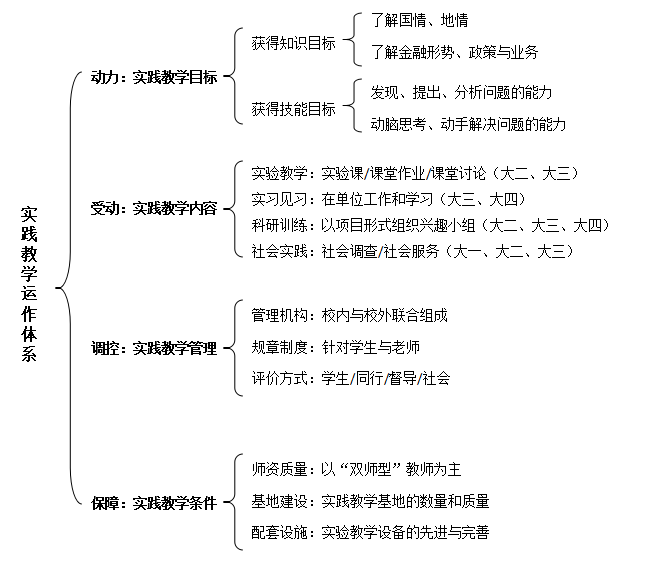 实践教学运作体系
动力：实践教学目标
获得知识目标
了解国情、地情
了解金融形势、政策与业务
获得技能目标
发现、提出、分析问题的能力
动脑思考、动手解决问题的能力
受动：实践教学内容
实验教学：实验课/课堂作业/课堂讨论（大二、大三）
实习见习：在单位工作和学习（大三、大四）
科研训练：以项目形式组织兴趣小组（大二、大三、大四）
社会实践：社会调查/社会服务（大一、大二、大三）
调控：实践教学管理
管理机构：校内与校外联合组成
规章制度：针对学生与老师
评价方式：学生/同行/督导/社会
保障：实践教学条件
师资质量：以“双师型”教师为主
基地建设：实践教学基地的数量和质量
配套设施：实验教学设备的先进与完善